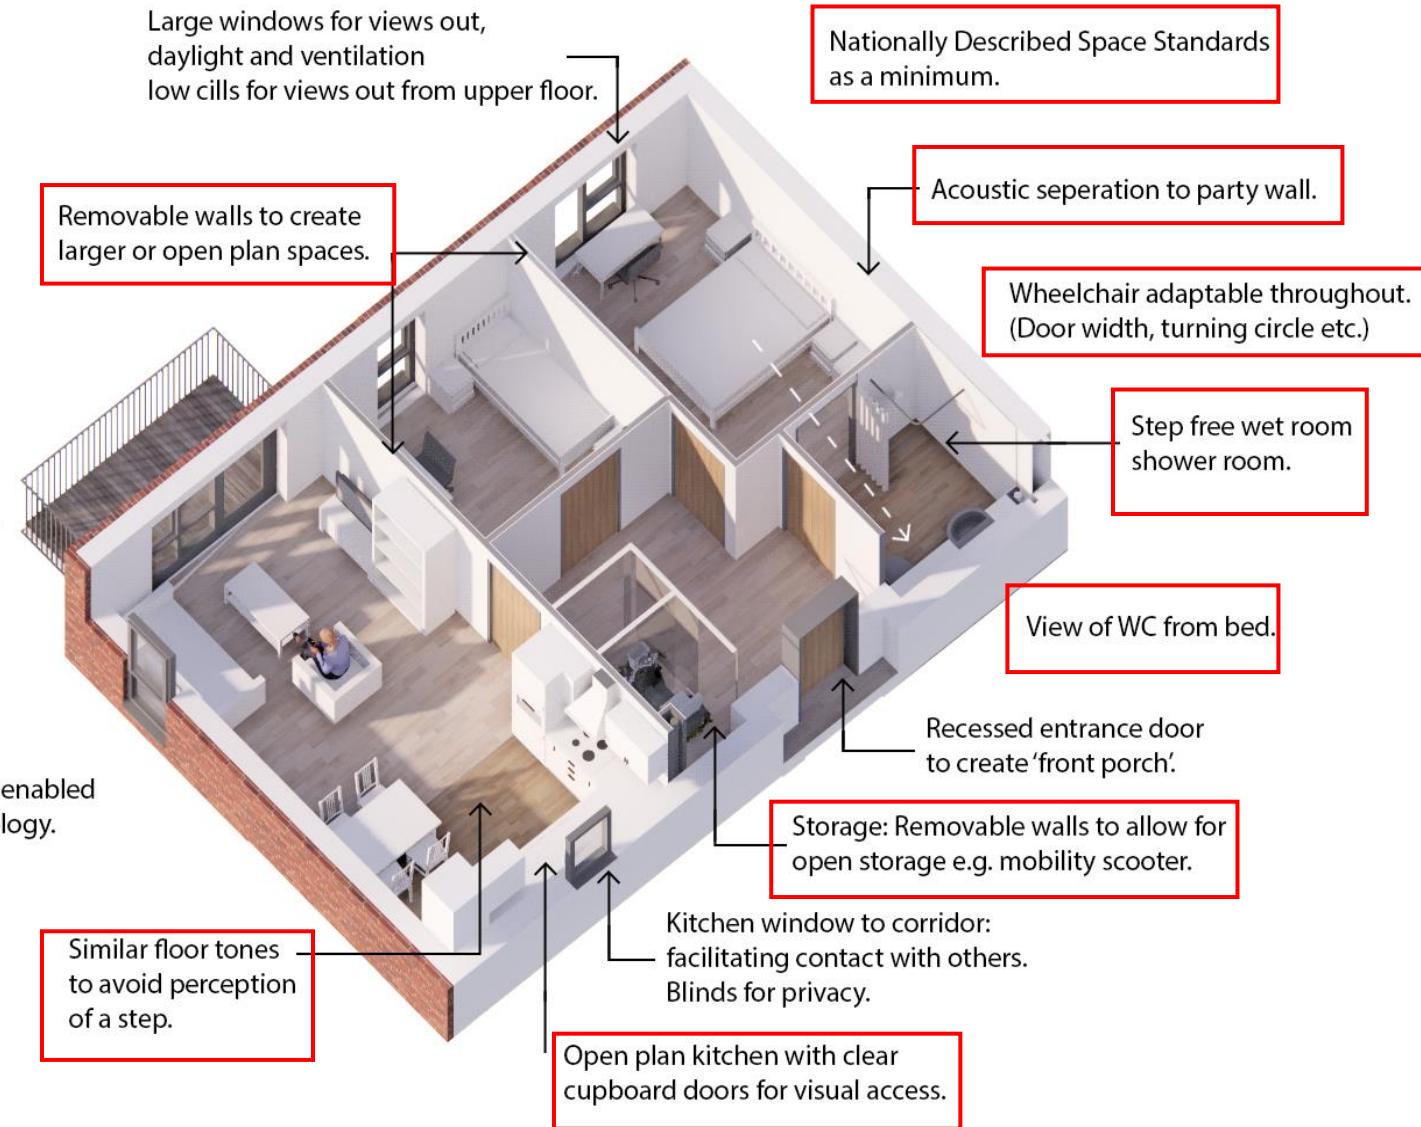 Large windows for views out,
daylight and ventilation
low cills for views out from upper floor.
Nationally Described Space Standards
as a minimum.
Removable walls to create
larger or open plan spaces.
Acoustic seperation to party wall.
Wheelchair adaptable throughout.
(Door width, turning circle etc.)
Step free wet room
shower room.
View of WC from bed.
Recessed entrance door
to create 'front porch'.
enabled
logy.
Storage: Removable walls to allow for
open storage e.g. mobility scooter.
Similar floor tones
to avoid perception
of a step.
Kitchen window to corridor:
facilitating contact with others.
Blinds for privacy.
Open plan kitchen with clear
cupboard doors for visual access.